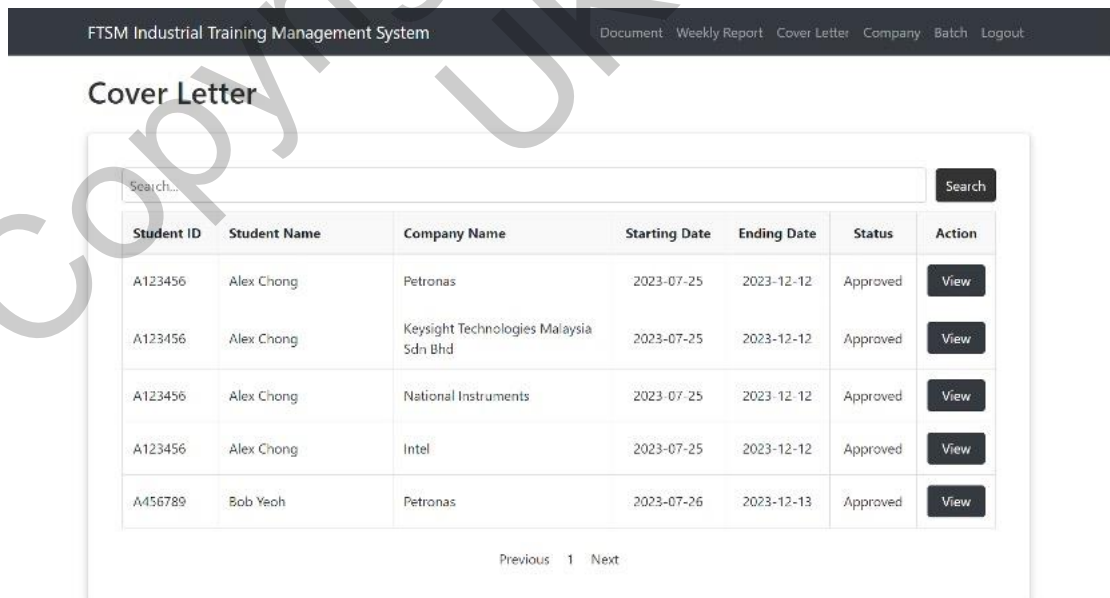 FTSM Industrial Training Management System Document Weekly Report Cover Letter Company Batch Logout
Cover Letter
Search... Search
Student ID Student Name Company Name Starting Date Ending Date Status Action
A123456 Alex Chong Petronas 2023-07-25 2023-12-12 Approved View
A123456 Alex Chong Keysight Technologies Malaysia Sdn Bhd 2023-07-25 2023-12-12 Approved View
A123456 Alex Chong National Instruments 2023-07-25 2023-12-12 Approved View
A123456 Alex Chong Intel 2023-07-25 2023-12-12 Approved View
A456789 Bob Yeoh Petronas 2023-07-26 2023-12-13 Approved View
Previous 1 Next